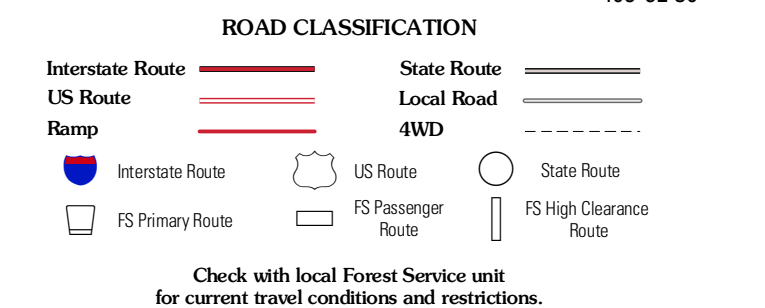 ROAD CLASSIFICATION
Interstate Route
State Route
US Route
Local Road
Ramp
4WD
Interstate Route
US Route
State Route
FS Primary Route
FS Passenger
Route
FS High Clearance
Route
Check with local Forest Service unit
for current travel conditions and restrictions.